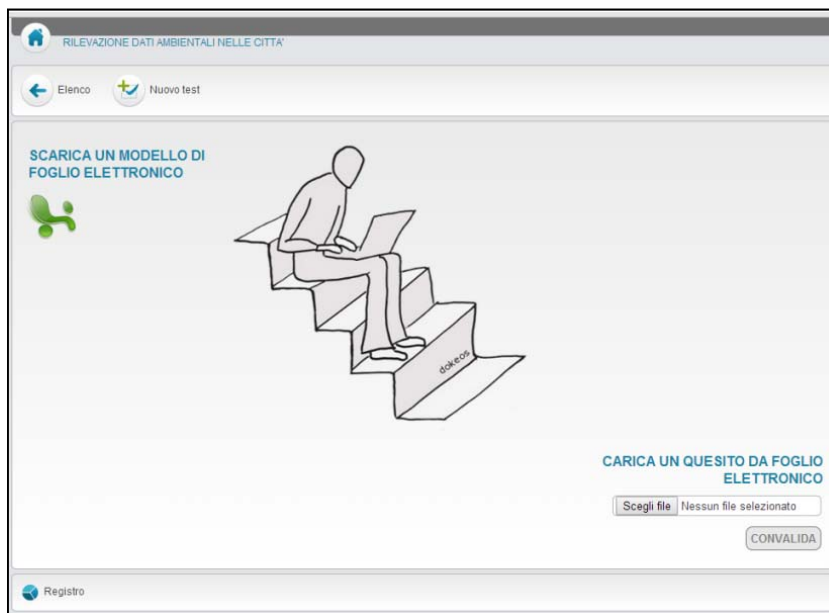 RILEVAZIONE DATI AMBIENTALI NELLE CITTA'
Elenco
Nuovo test
SCARICA UN MODELLO DI
FOGLIO ELETTRONICO
dokeos
CARICA UN QUESITO DA FOGLIO
ELETTRONICO
Scegli file Nessun file selezionato
CONVALIDA
Registro